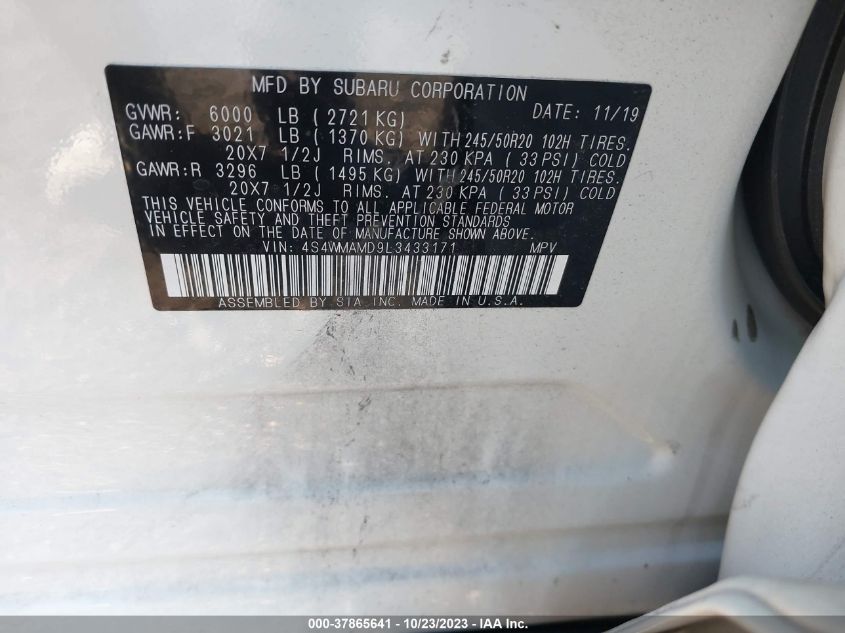 MFD BY SUBARU CORPORATION
GVWR: 6000 LB ( 2721 KG) DATE: 11/19
GAWR:F 3021 LB ( 1370 KG) WITH 245/50R20 102H TIRES.
20X7 1/2J RIMS. AT 230 KPA ( 33 PSI) COLD
GAWR:R 3296 LB ( 1495 KG) WITH 245/50R20 102H TIRES.
20X7 1/2J RIMS. AT 230 KPA ( 33 PSI) COLD
THIS VEHICLE CONFORMS TO ALL APPLICABLE FEDERAL MOTOR
VEHICLE SAFETY AND THEFT PREVENTION STANDARDS
IN EFFECT ON THE DATE OF MANUFACTURE SHOWN ABOVE.
VIN: 4S4WMAMD9L3433171 MPV
ASSEMBLED BY SIA INC. MADE IN U.S.A.
000-37865641 - 10/23/2023 - IAA Inc.